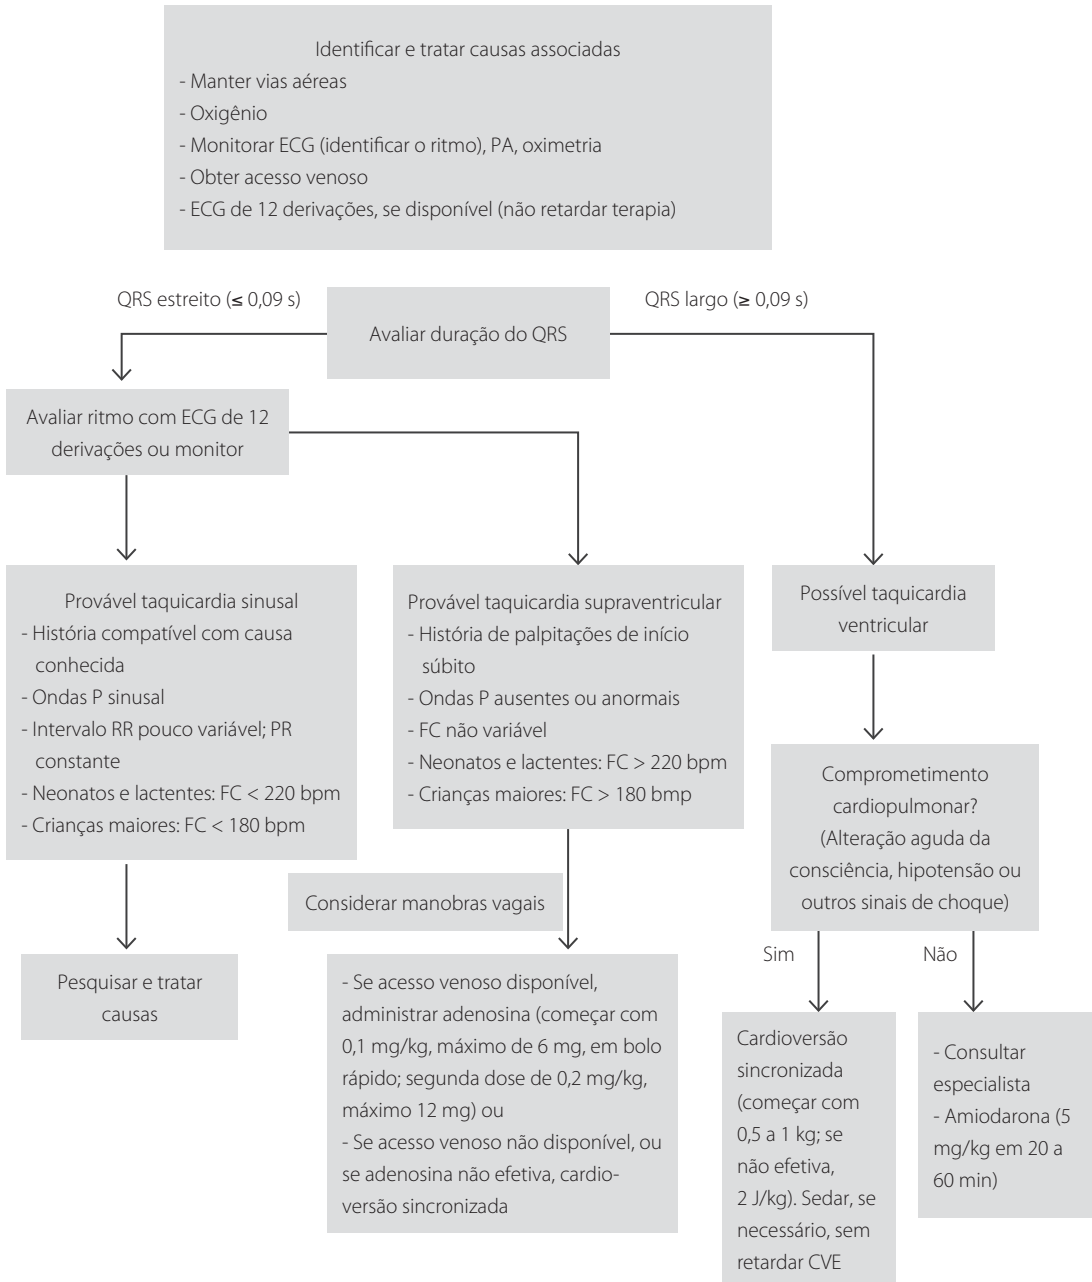 Identificar e tratar causas associadas
- Manter vias aéreas
- Oxigênio
- Monitorar ECG (identificar o ritmo), PA, oximetria
- Obter acesso venoso
- ECG de 12 derivações, se disponível (não retardar terapia)
QRS estreito (≤ 0,09 s)
QRS largo (≥ 0,09 s)
Avaliar duração do QRS
Avaliar ritmo com ECG de 12
derivações ou monitor
Provável taquicardia sinusal
- História compatível com causa
conhecida
- Ondas P sinusal
- Intervalo RR pouco variável; PR
constante
- Neonatos e lactentes: FC < 220 bpm
- Crianças maiores: FC < 180 bpm
Provável taquicardia supraventricular
- História de palpitações de início
súbito
- Ondas P ausentes ou anormais
- FC não variável
- Neonatos e lactentes: FC > 220 bpm
- Crianças maiores: FC > 180 bmp
Possível taquicardia
ventricular
Comprometimento
cardiopulmonar?
(Alteração aguda da
consciência, hipotensão ou
outros sinais de choque)
Considerar manobras vagais
Sim
Não
Pesquisar e tratar
causas
- Se acesso venoso disponível,
administrar adenosina (começar com
0,1 mg/kg, máximo de 6 mg, em bolo
rápido; segunda dose de 0,2 mg/kg,
máximo 12 mg) ou
- Se acesso venoso não disponível, ou
se adenosina não efetiva, cardio-
versão sincronizada
Cardioversão
sincronizada
(começar com
0,5 a 1 kg; se
não efetiva,
2 J/kg). Sedar, se
necessário, sem
retardar CVE
- Consultar
especialista
- Amiodarona (5
mg/kg em 20 a
60 min)